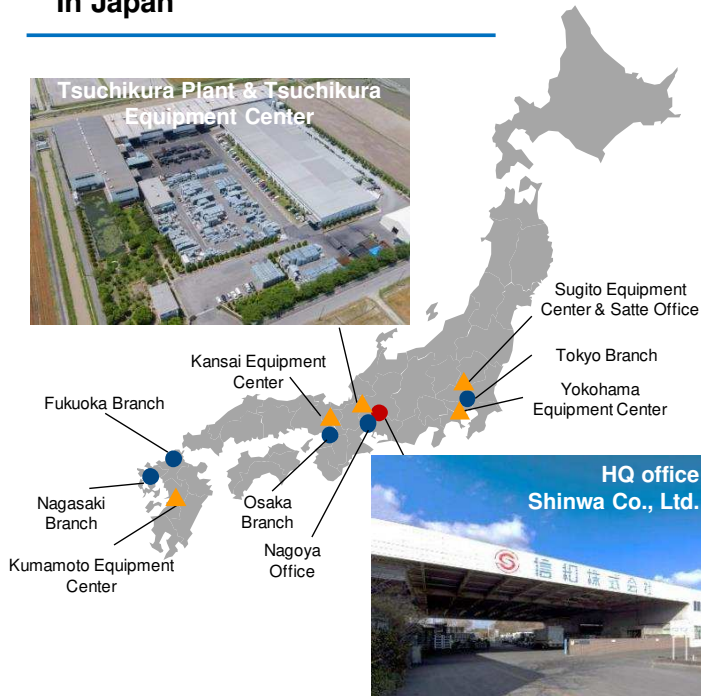 in Japan
Tsuchikura Plant & Tsuchikura
Equipment Center
Sugito Equipment
Center & Satte Office
Kansai Equipment
Center
Tokyo Branch
Fukuoka Branch
Yokohama
Equipment Center
HQ office
Shinwa Co., Ltd.
Nagasaki
Branch
Osaka
Branch
Nagoya
Office
Kumamoto Equipment
Center
信和株式会社